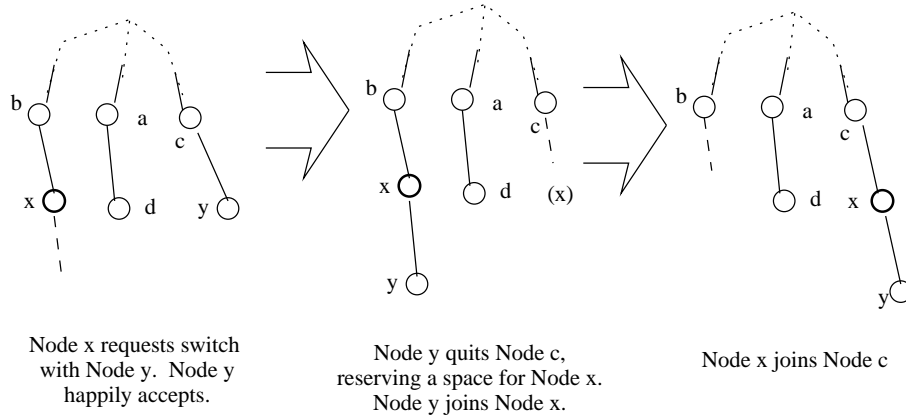 b
a
c
x
d
y
b
a
c
x
d
(x)
y
b
a
c
d
x
y
Node x requests switch
with Node y. Node y
happily accepts.
Node y quits Node c,
reserving a space for Node x.
Node y joins Node x.
Node x joins Node c